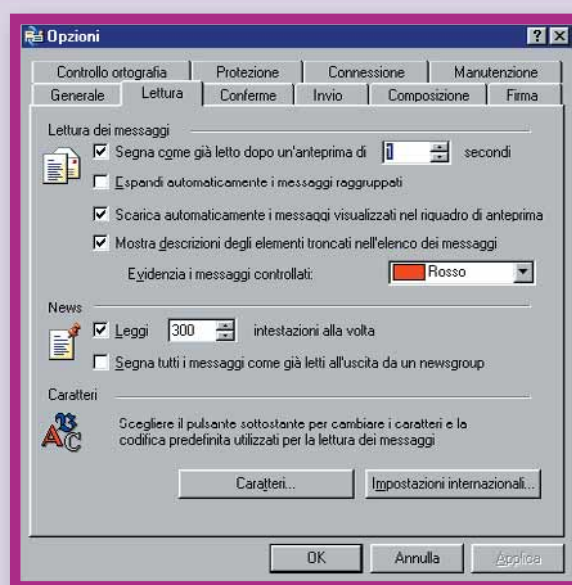 Opzioni
Controllo ortografia Protezione Connessione Manutenzione
Generale Lettura Conferme Invio Composizione Firma
Lettura dei messaggi
Segna come già letto dopo un'anteprima di 1 secondi
Espandi automaticamente i messaggi raggruppati
Scarica automaticamente i messaggi visualizzati nel riquadro di anteprima
Mostra descrizioni degli elementi troncati nell'elenco dei messaggi
Evidenzia i messaggi controllati: Rosso
News
Leggi 300 intestazioni alla volta
Segna tutti i messaggi come già letti all'uscita da un newsgroup
Caratteri
Scegliere il pulsante sottostante per cambiare i caratteri e la
codifica predefinita utilizzati per la lettura dei messaggi
Caratteri... Impostazioni internazionali...
OK Annulla Applica